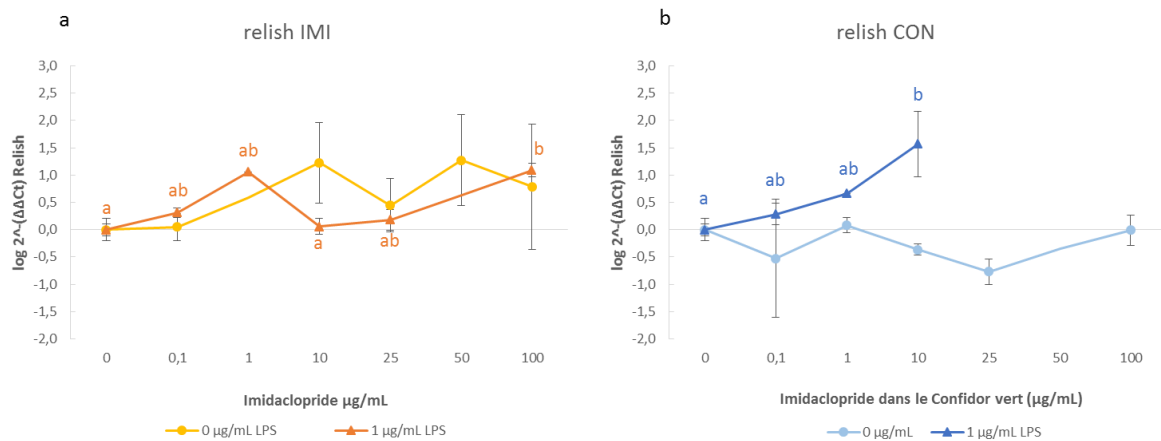 a
relish IMI
log 2^-(ΔΔCt) Relish
3,0
2,5
2,0
1,5
1,0
0,5
0,0
-0,5
-1,0
-1,5
-2,0
a
ab
ab
a
ab
b
0
0,1
1
10
25
50
100
Imidaclopride µg/mL
0 µg/mL LPS
1 µg/mL LPS
b
relish CON
log 2^-(ΔΔCt) Relish
3,0
2,5
2,0
1,5
1,0
0,5
0,0
-0,5
-1,0
-1,5
-2,0
a
ab
ab
b
0
0,1
1
10
25
50
100
Imidaclopride dans le Confidor vert (µg/mL)
0 µg/mL
1 µg/mL LPS